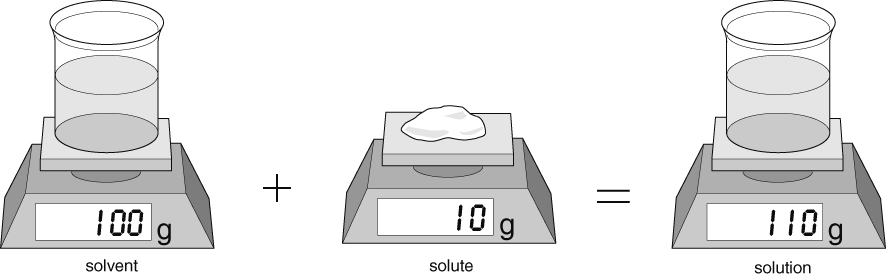 100 g
+
10 g
=
110 g
solvent
solute
solution